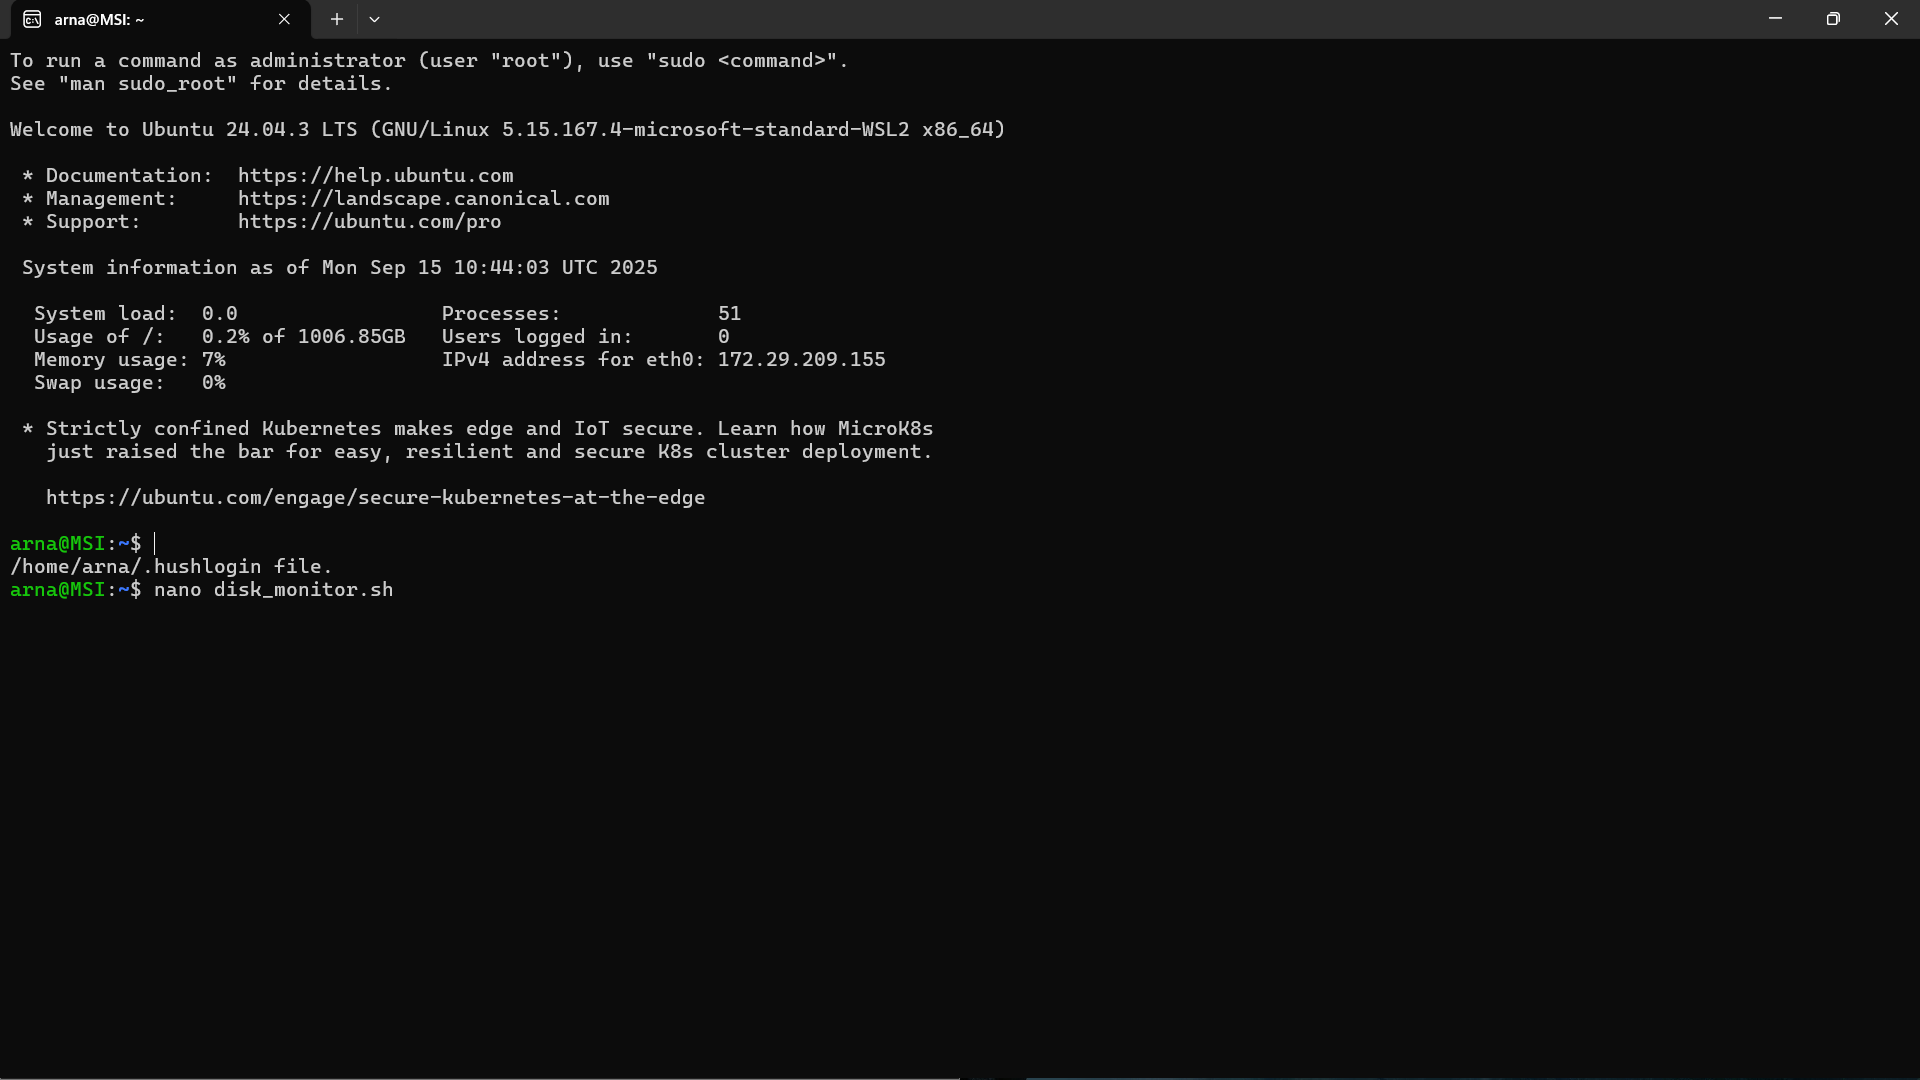 arna@MSI: ~
To run a command as administrator (user "root"), use "sudo <command>".
See "man sudo_root" for details.
Welcome to Ubuntu 24.04.3 LTS (GNU/Linux 5.15.167.4-microsoft-standard-WSL2 x86_64)
* Documentation:  https://help.ubuntu.com
* Management:     https://landscape.canonical.com
* Support:        https://ubuntu.com/pro
System information as of Mon Sep 15 10:44:03 UTC 2025
System load:  0.0                 Processes:             51
Usage of /:   0.2% of 1006.85GB   Users logged in:       0
Memory usage: 7%                  IPv4 address for eth0: 172.29.209.155
Swap usage:   0%
* Strictly confined Kubernetes makes edge and IoT secure. Learn how MicroK8s
just raised the bar for easy, resilient and secure K8s cluster deployment.
https://ubuntu.com/engage/secure-kubernetes-at-the-edge
arna@MSI:~$
/home/arna/.hushlogin file.
arna@MSI:~$ nano disk_monitor.sh